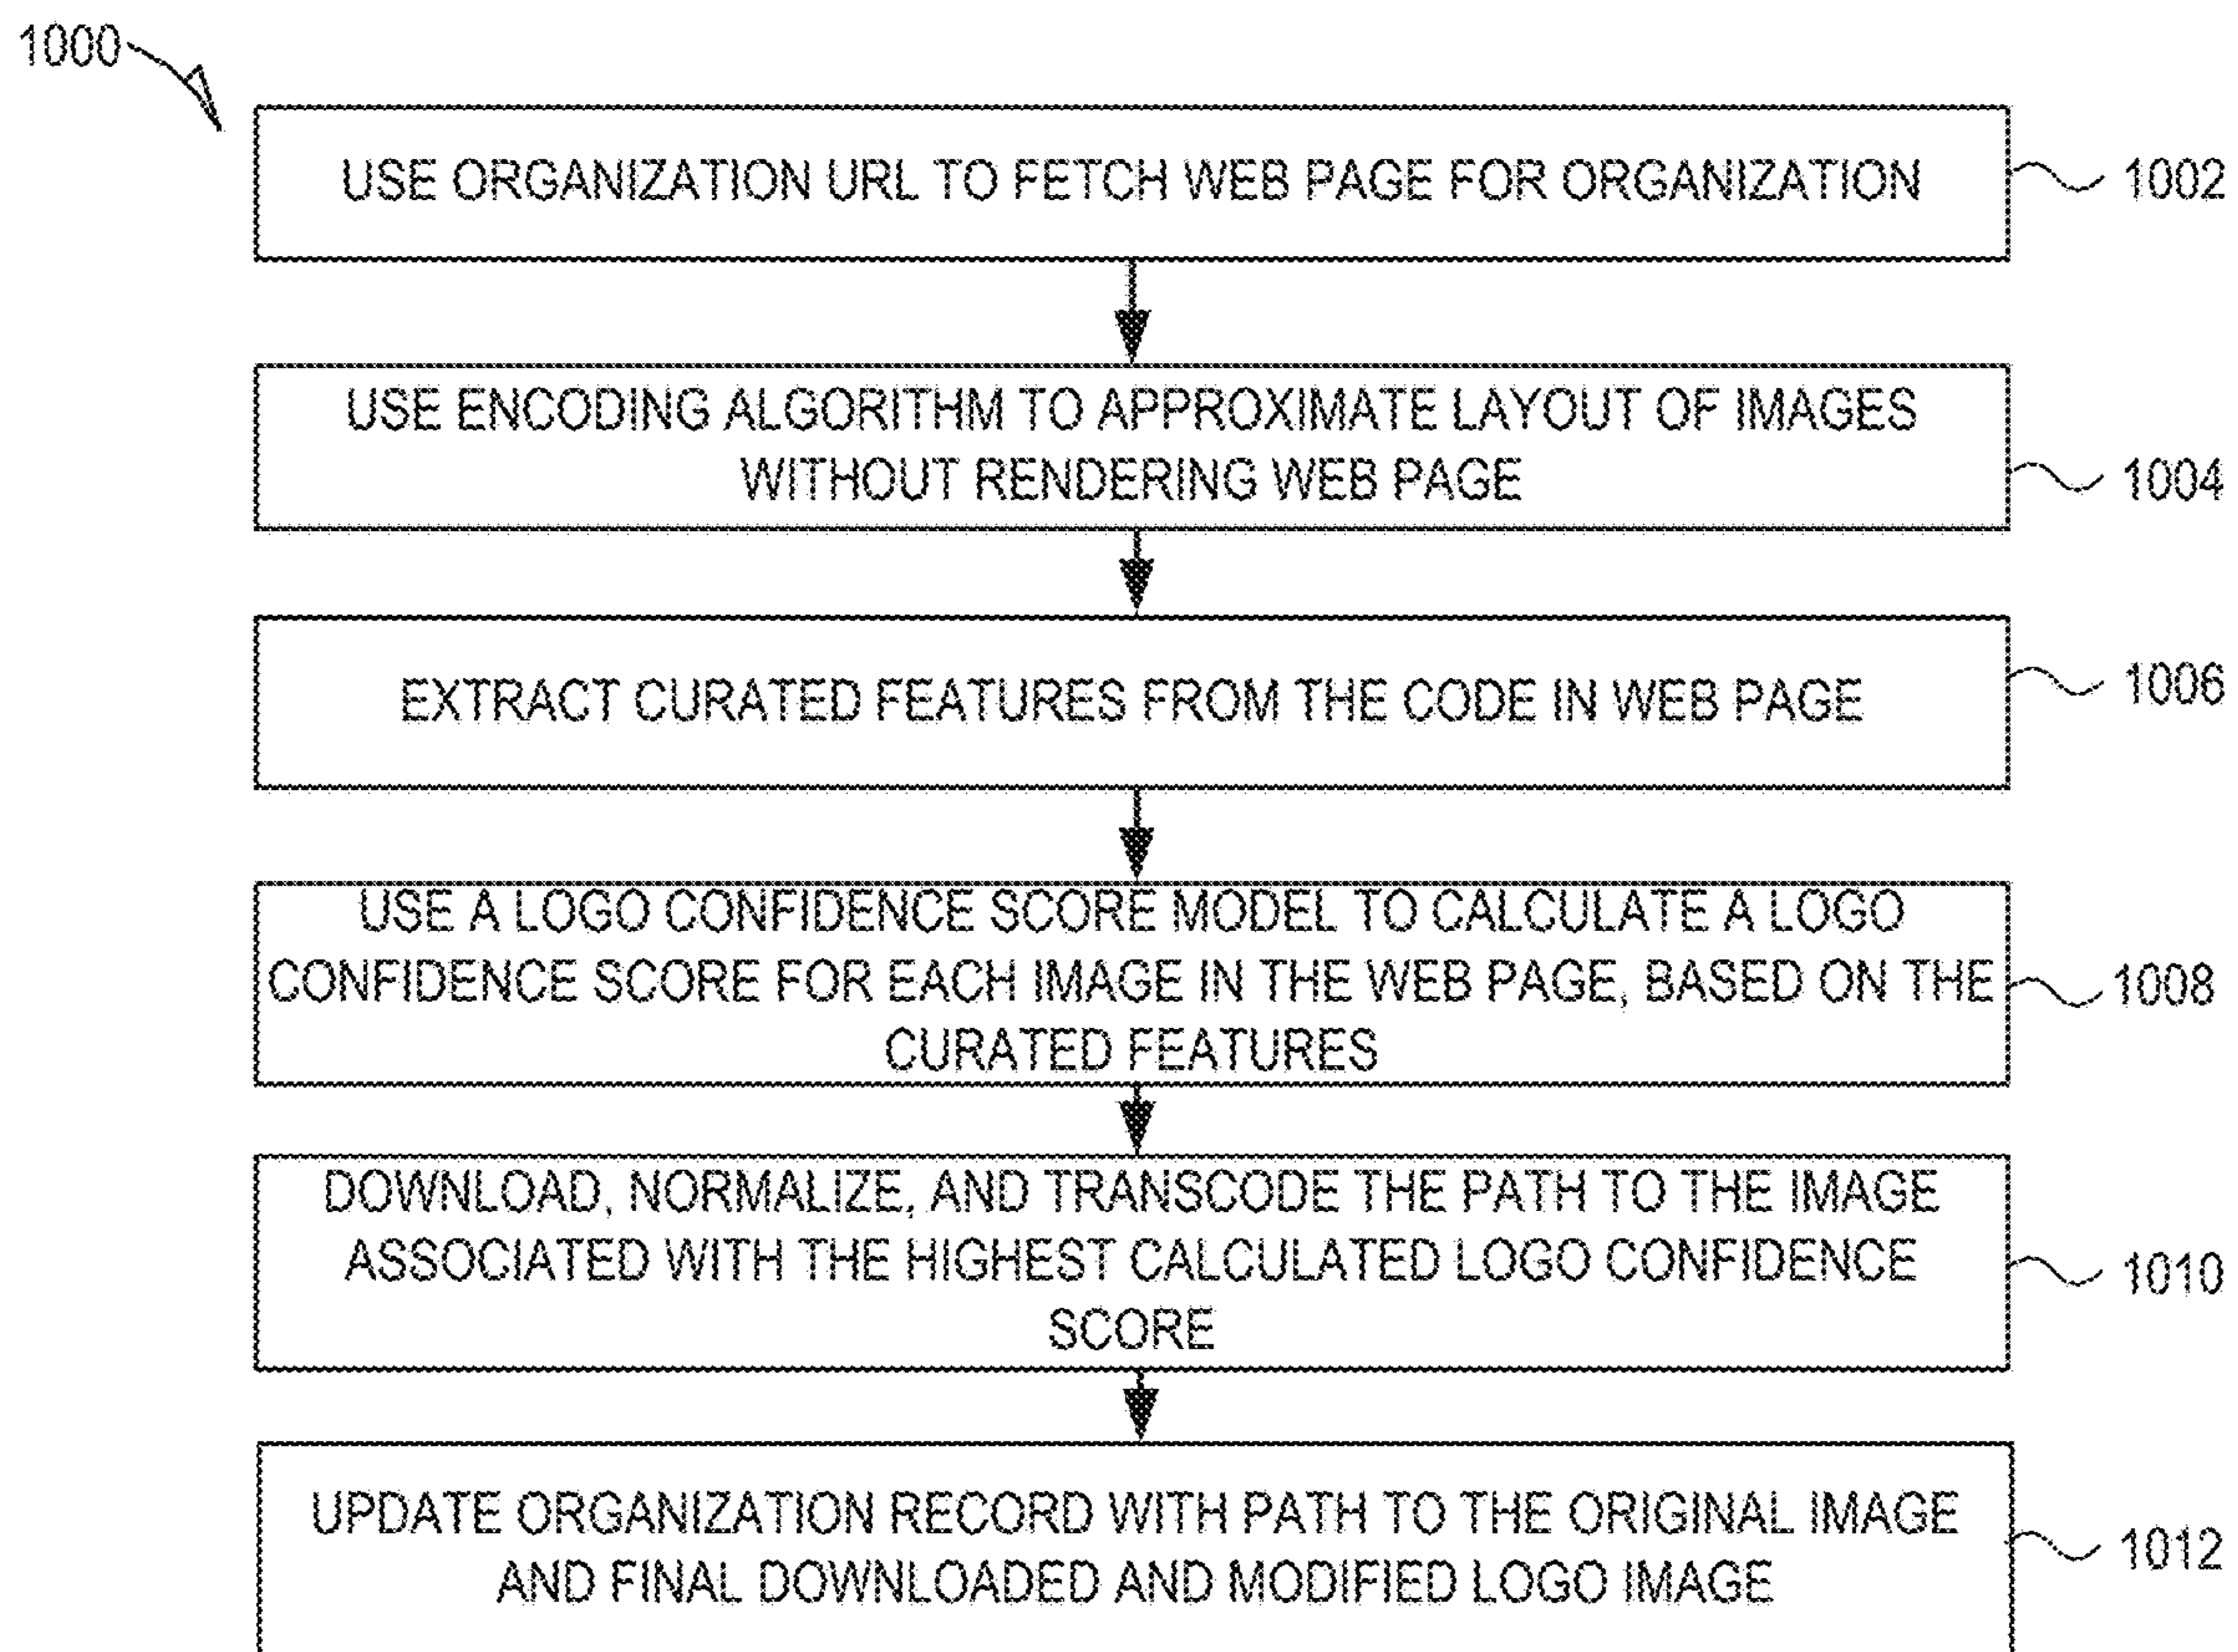 1000
USE ORGANIZATION URL TO FETCH WEB PAGE FOR ORGANIZATION
1002
USE ENCODING ALGORITHM TO APPROXIMATE LAYOUT OF IMAGES
WITHOUT RENDERING WEB PAGE
1004
EXTRACT CURATED FEATURES FROM THE CODE IN WEB PAGE
1006
USE A LOGO CONFIDENCE SCORE MODEL TO CALCULATE A LOGO
CONFIDENCE SCORE FOR EACH IMAGE IN THE WEB PAGE, BASED ON THE
CURATED FEATURES
1008
DOWNLOAD, NORMALIZE, AND TRANSCODE THE PATH TO THE IMAGE
ASSOCIATED WITH THE HIGHEST CALCULATED LOGO CONFIDENCE
SCORE
1010
UPDATE ORGANIZATION RECORD WITH PATH TO THE ORIGINAL IMAGE
AND FINAL DOWNLOADED AND MODIFIED LOGO IMAGE
1012